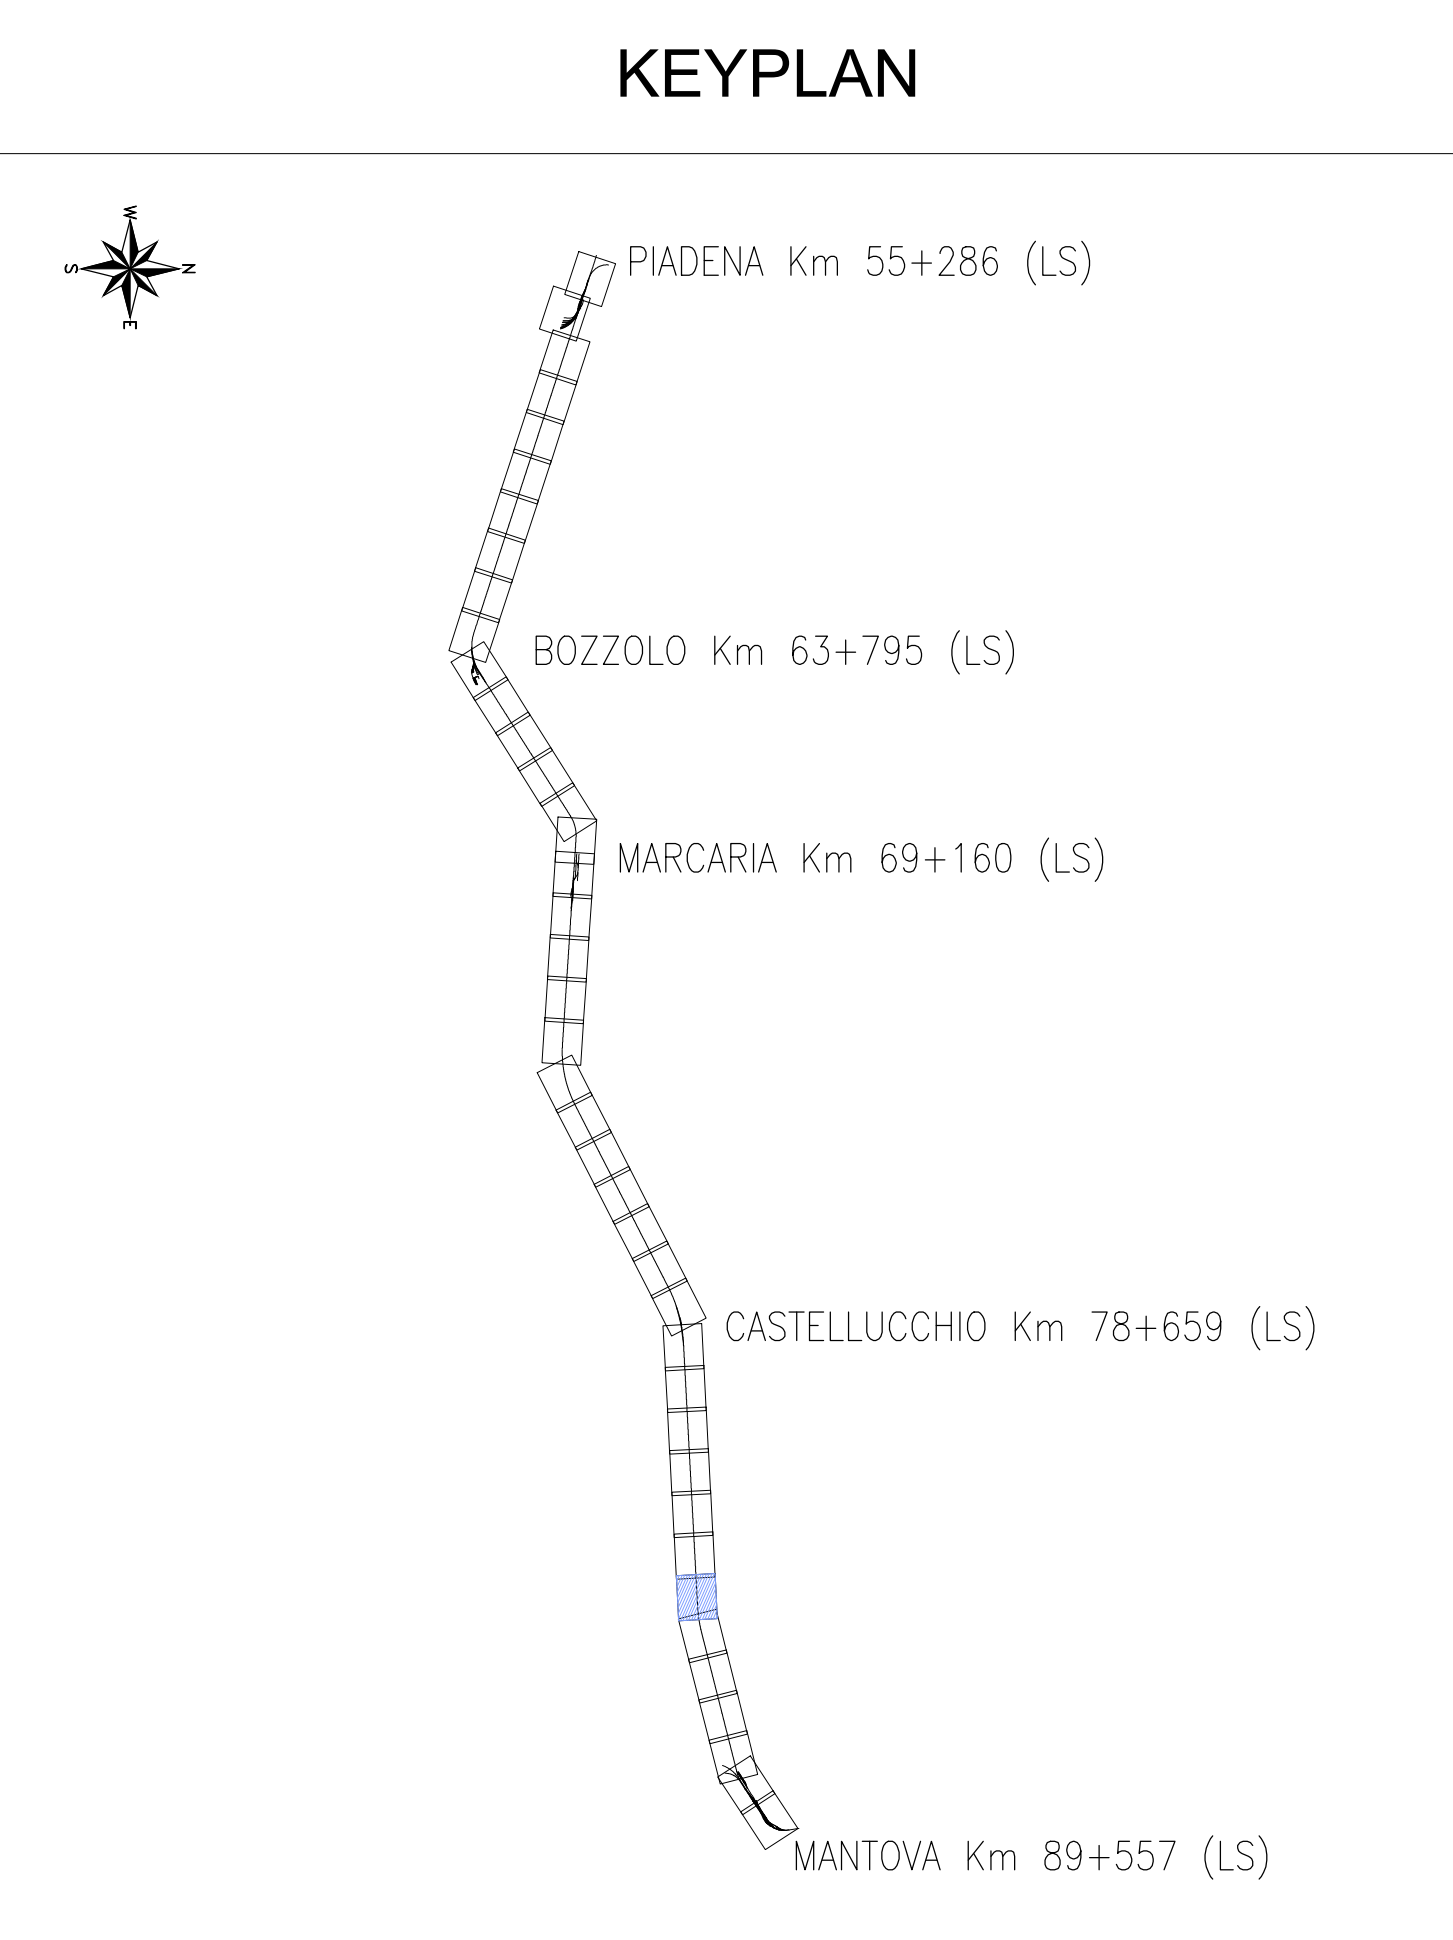 KEYPLAN
W
S
N
E
PIADENA Km 55+286 (LS)
BOZZOLO Km 63+795 (LS)
MARCARIA Km 69+160 (LS)
CASTELLUCCHIO Km 78+659 (LS)
MANTOVA Km 89+557 (LS)